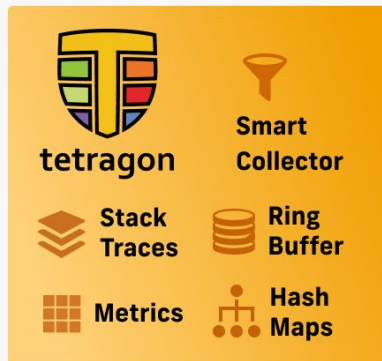 tetragon
Smart
Collector
Stack
Traces
Ring
Buffer
Metrics
Hash
Maps